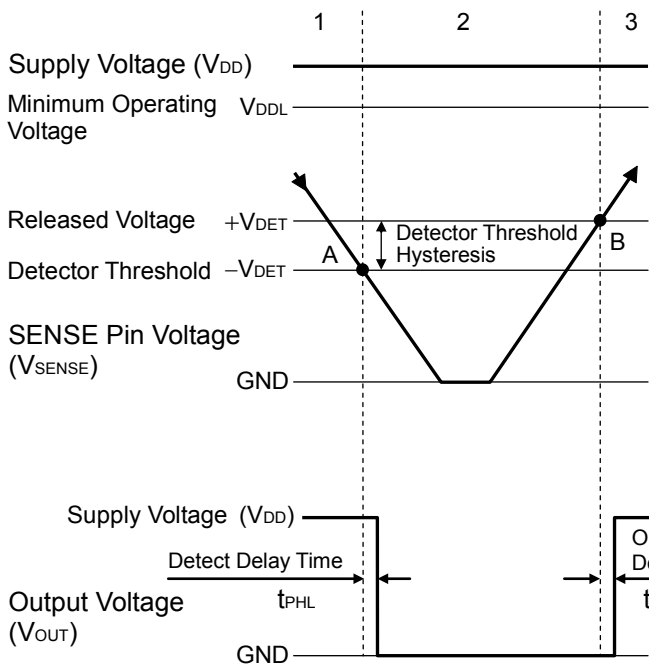 1 2 3
Supply Voltage (VDD)
Minimum Operating Voltage VDDL
Released Voltage +VDET
Detector Threshold Hysteresis
A
B
Detector Threshold −VDET
SENSE Pin Voltage
(VSENSE)
GND
Supply Voltage (VDD)
Detect Delay Time
tPHL
Output Voltage
(VOUT)
GND